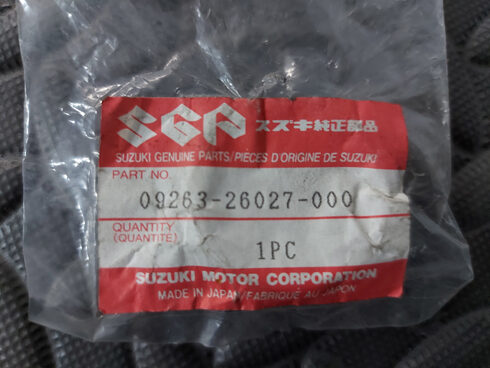 SGP スズキ純正部品
SUZUKI GENUINE PARTS/PIECES D'ORIGINE DE SUZUKI
PART NO.
09263-26027-000
QUANTITY
(QUANTITE)
1PC
SUZUKI MOTOR CORPORATION
MADE IN JAPAN/FABRIQUÉ AU JAPON